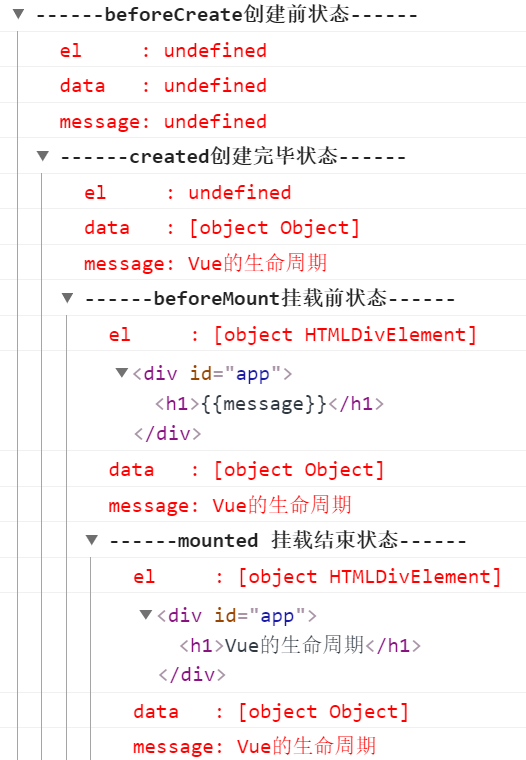 ------beforeCreate创建前状态------
el     : undefined
data   : undefined
message: undefined
------created创建完毕状态------
el     : undefined
data   : [object Object]
message: Vue的生命周期
------beforeMount挂载前状态------
el     : [object HTMLDivElement]
<div id="app">
<h1>{{message}}</h1>
</div>
data   : [object Object]
message: Vue的生命周期
------mounted 挂载结束状态------
el     : [object HTMLDivElement]
<div id="app">
<h1>Vue的生命周期</h1>
</div>
data   : [object Object]
message: Vue的生命周期